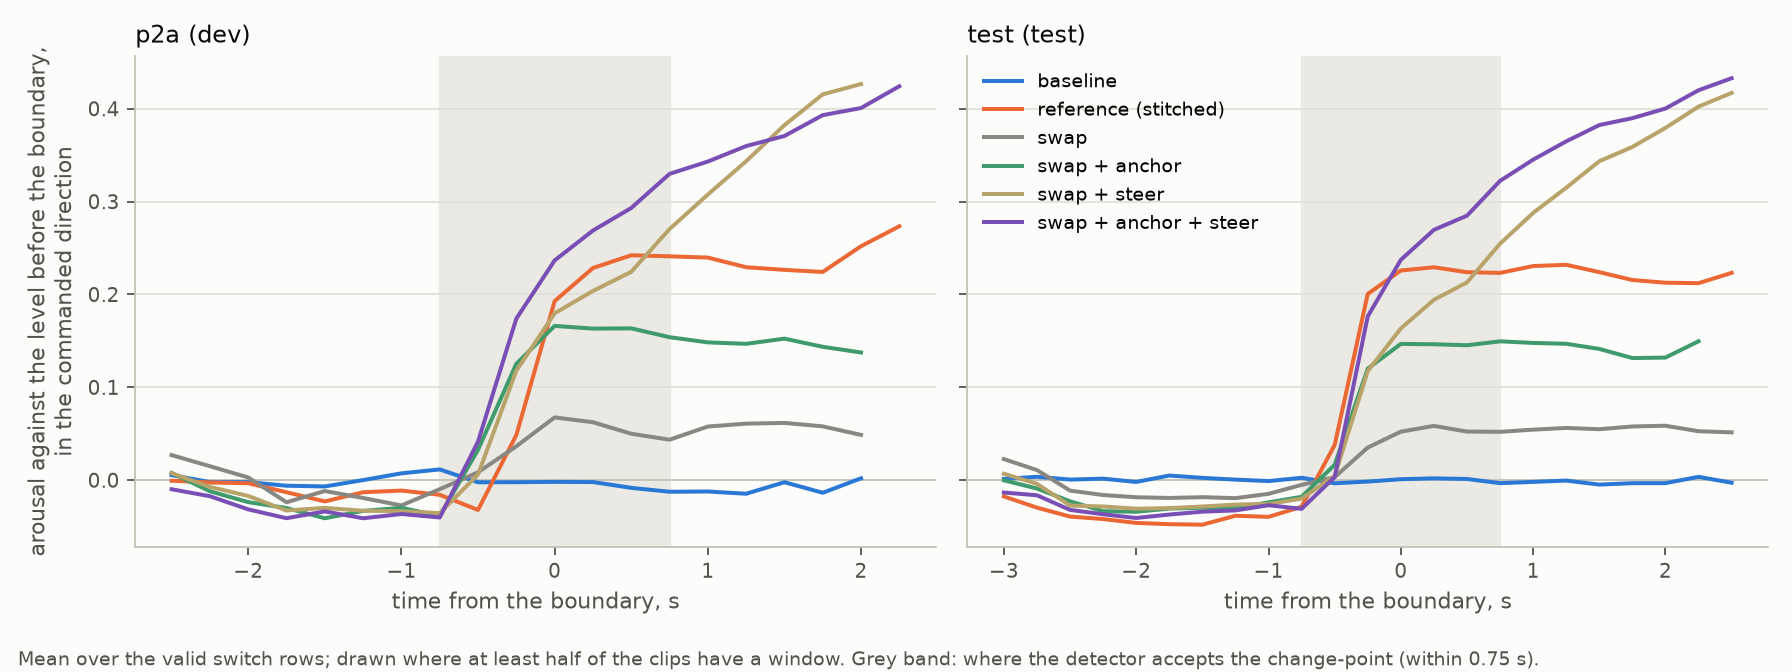 p2a (dev)
test (test)
arousal against the level before the boundary,
in the commanded direction
0.4
0.3
0.2
0.1
0.0
−2
−1
0
1
2
time from the boundary, s
baseline
reference (stitched)
swap
swap + anchor
swap + steer
swap + anchor + steer
−3
−2
−1
0
1
2
time from the boundary, s
Mean over the valid switch rows; drawn where at least half of the clips have a window. Grey band: where the detector accepts the change-point (within 0.75 s).